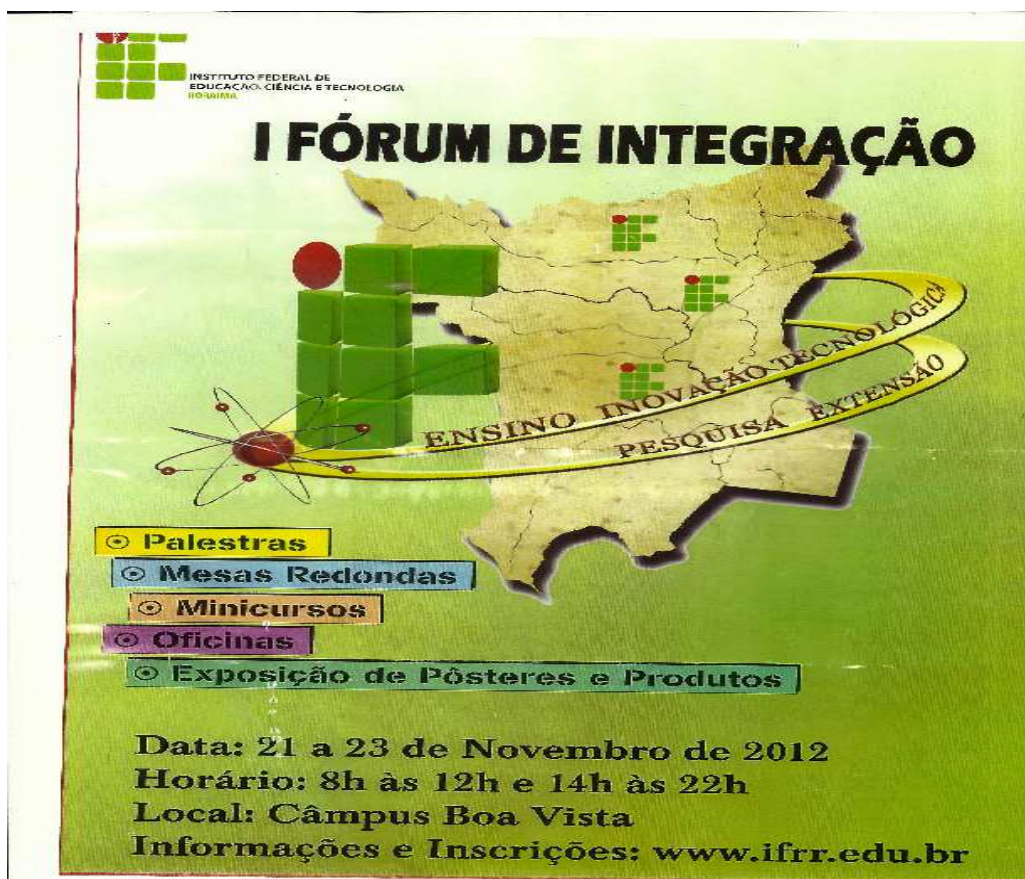 INSTITUTO FEDERAL DE
EDUCAÇÃO, CIÊNCIA E TECNOLOGIA
RORAIMA
I FÓRUM DE INTEGRAÇÃO
ENSINO INOVAÇÃO TECNOLÓGICA
PESQUISA EXTENSÃO
Palestras
Mesas Redondas
Minicursos
Oficinas
Exposição de Pôsteres e Produtos
Data: 21 a 23 de Novembro de 2012
Horário: 8h às 12h e 14h às 22h
Local: Câmpus Boa Vista
Informações e Inscrições: www.ifrr.edu.br